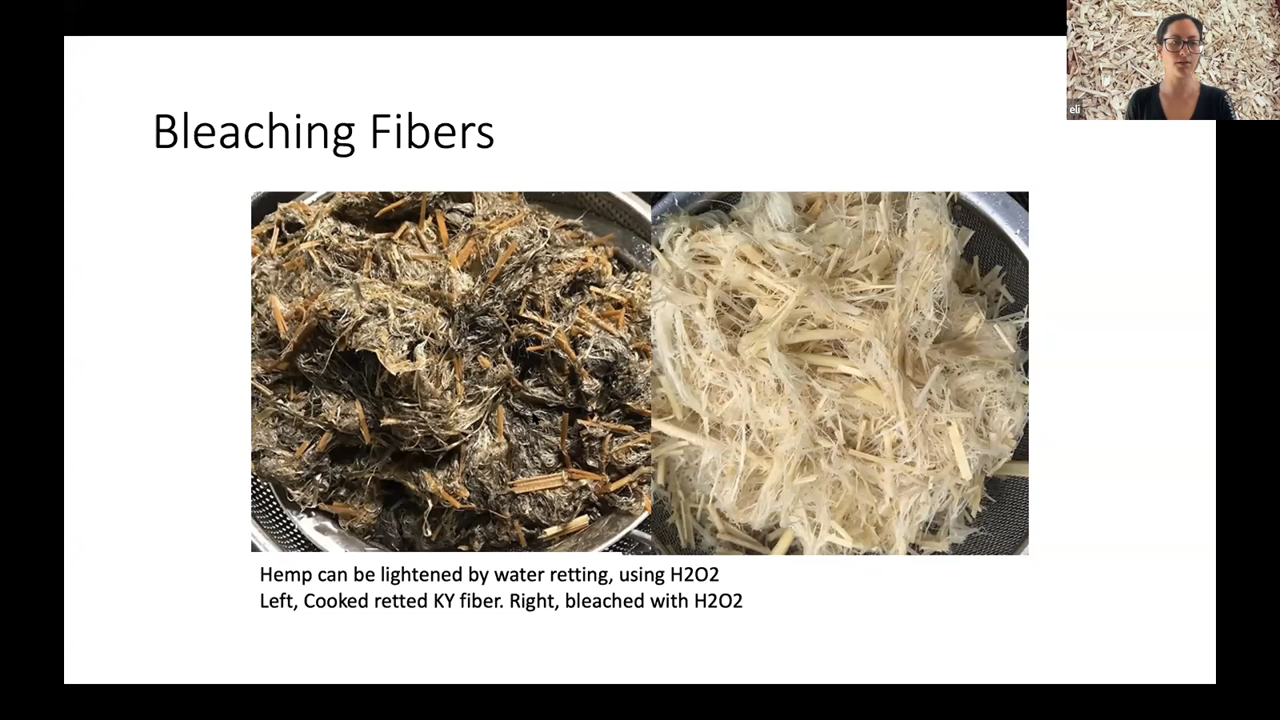 Bleaching Fibers
Hemp can be lightened by water retting, using H2O2
Left, Cooked retted KY fiber. Right, bleached with H2O2
eli